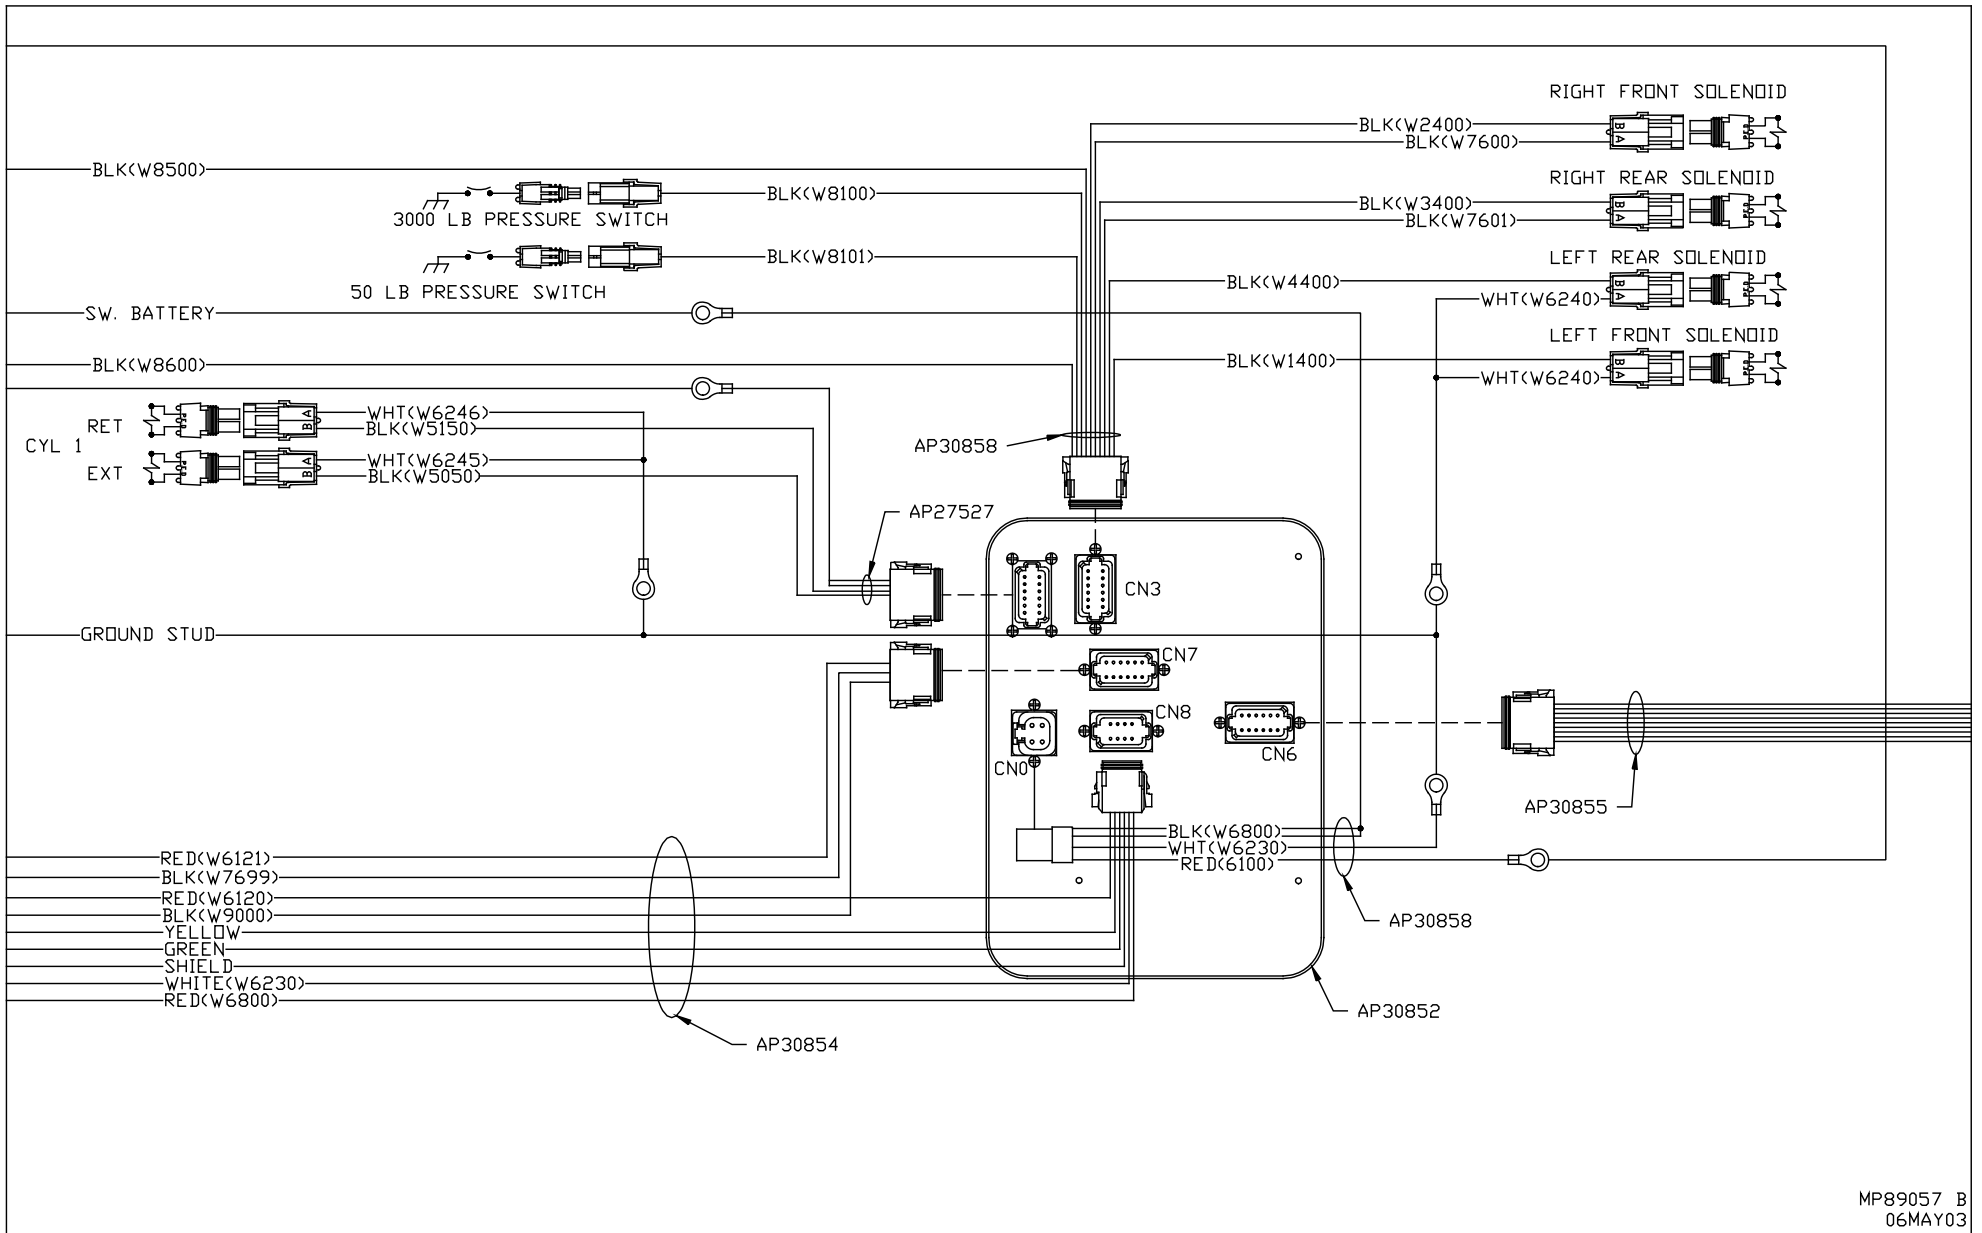 RIGHT FRONT SOLENOID
BLK(W2400)
B
A
BLK(W7600)
BLK(W8500)
RIGHT REAR SOLENOID
BLK(W8100)
BLK(W3400)
B
A
3000 LB PRESSURE SWITCH
BLK(W7601)
BLK(W8101)
LEFT REAR SOLENOID
BLK(W4400)
B
A
50 LB PRESSURE SWITCH
WHT(W6240)
SW. BATTERY
LEFT FRONT SOLENOID
BLK(W8600)
BLK(W1400)
B
A
WHT(W6240)
WHT(W6246)
A
B
RET
BLK(W5150)
CYL 1
AP30858
WHT(W6245)
A
B
EXT
BLK(W5050)
AP27527
CN3
GROUND STUD
CN7
CN8
CN6
CN0
AP30855
BLK(W6800)
WHT(W6230)
RED(6100)
RED(W6121)
BLK(W7699)
RED(W6120)
BLK(W9000)
AP30858
YELLOW
GREEN
SHIELD
WHITE(W6230)
RED(W6800)
AP30852
AP30854
MP89057 B
06MAY03